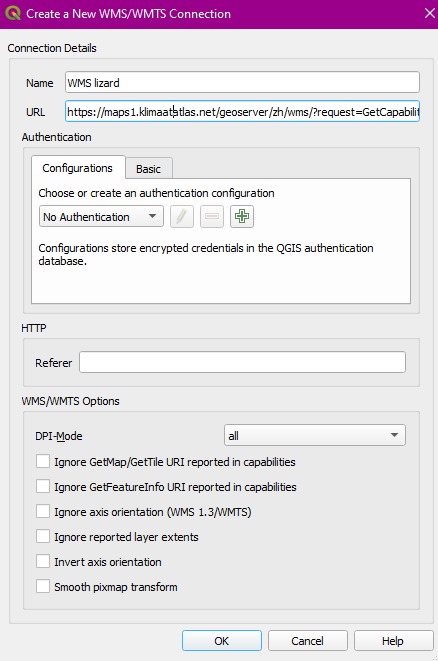 Create a New WMS/WMTS Connection
Connection Details
Name WMS lizard
URL https://maps1.klimaatatlas.net/geoserver/zh/wms/?request=GetCapabilit
Authentication
Configurations Basic
Choose or create an authentication configuration
No Authentication
Configurations store encrypted credentials in the QGIS authentication
database.
HTTP
Referer
WMS/WMTS Options
DPI-Mode all
Ignore GetMap/GetTile URI reported in capabilities
Ignore GetFeatureInfo URI reported in capabilities
Ignore axis orientation (WMS 1.3/WMTS)
Ignore reported layer extents
Invert axis orientation
Smooth pixmap transform
OK Cancel Help